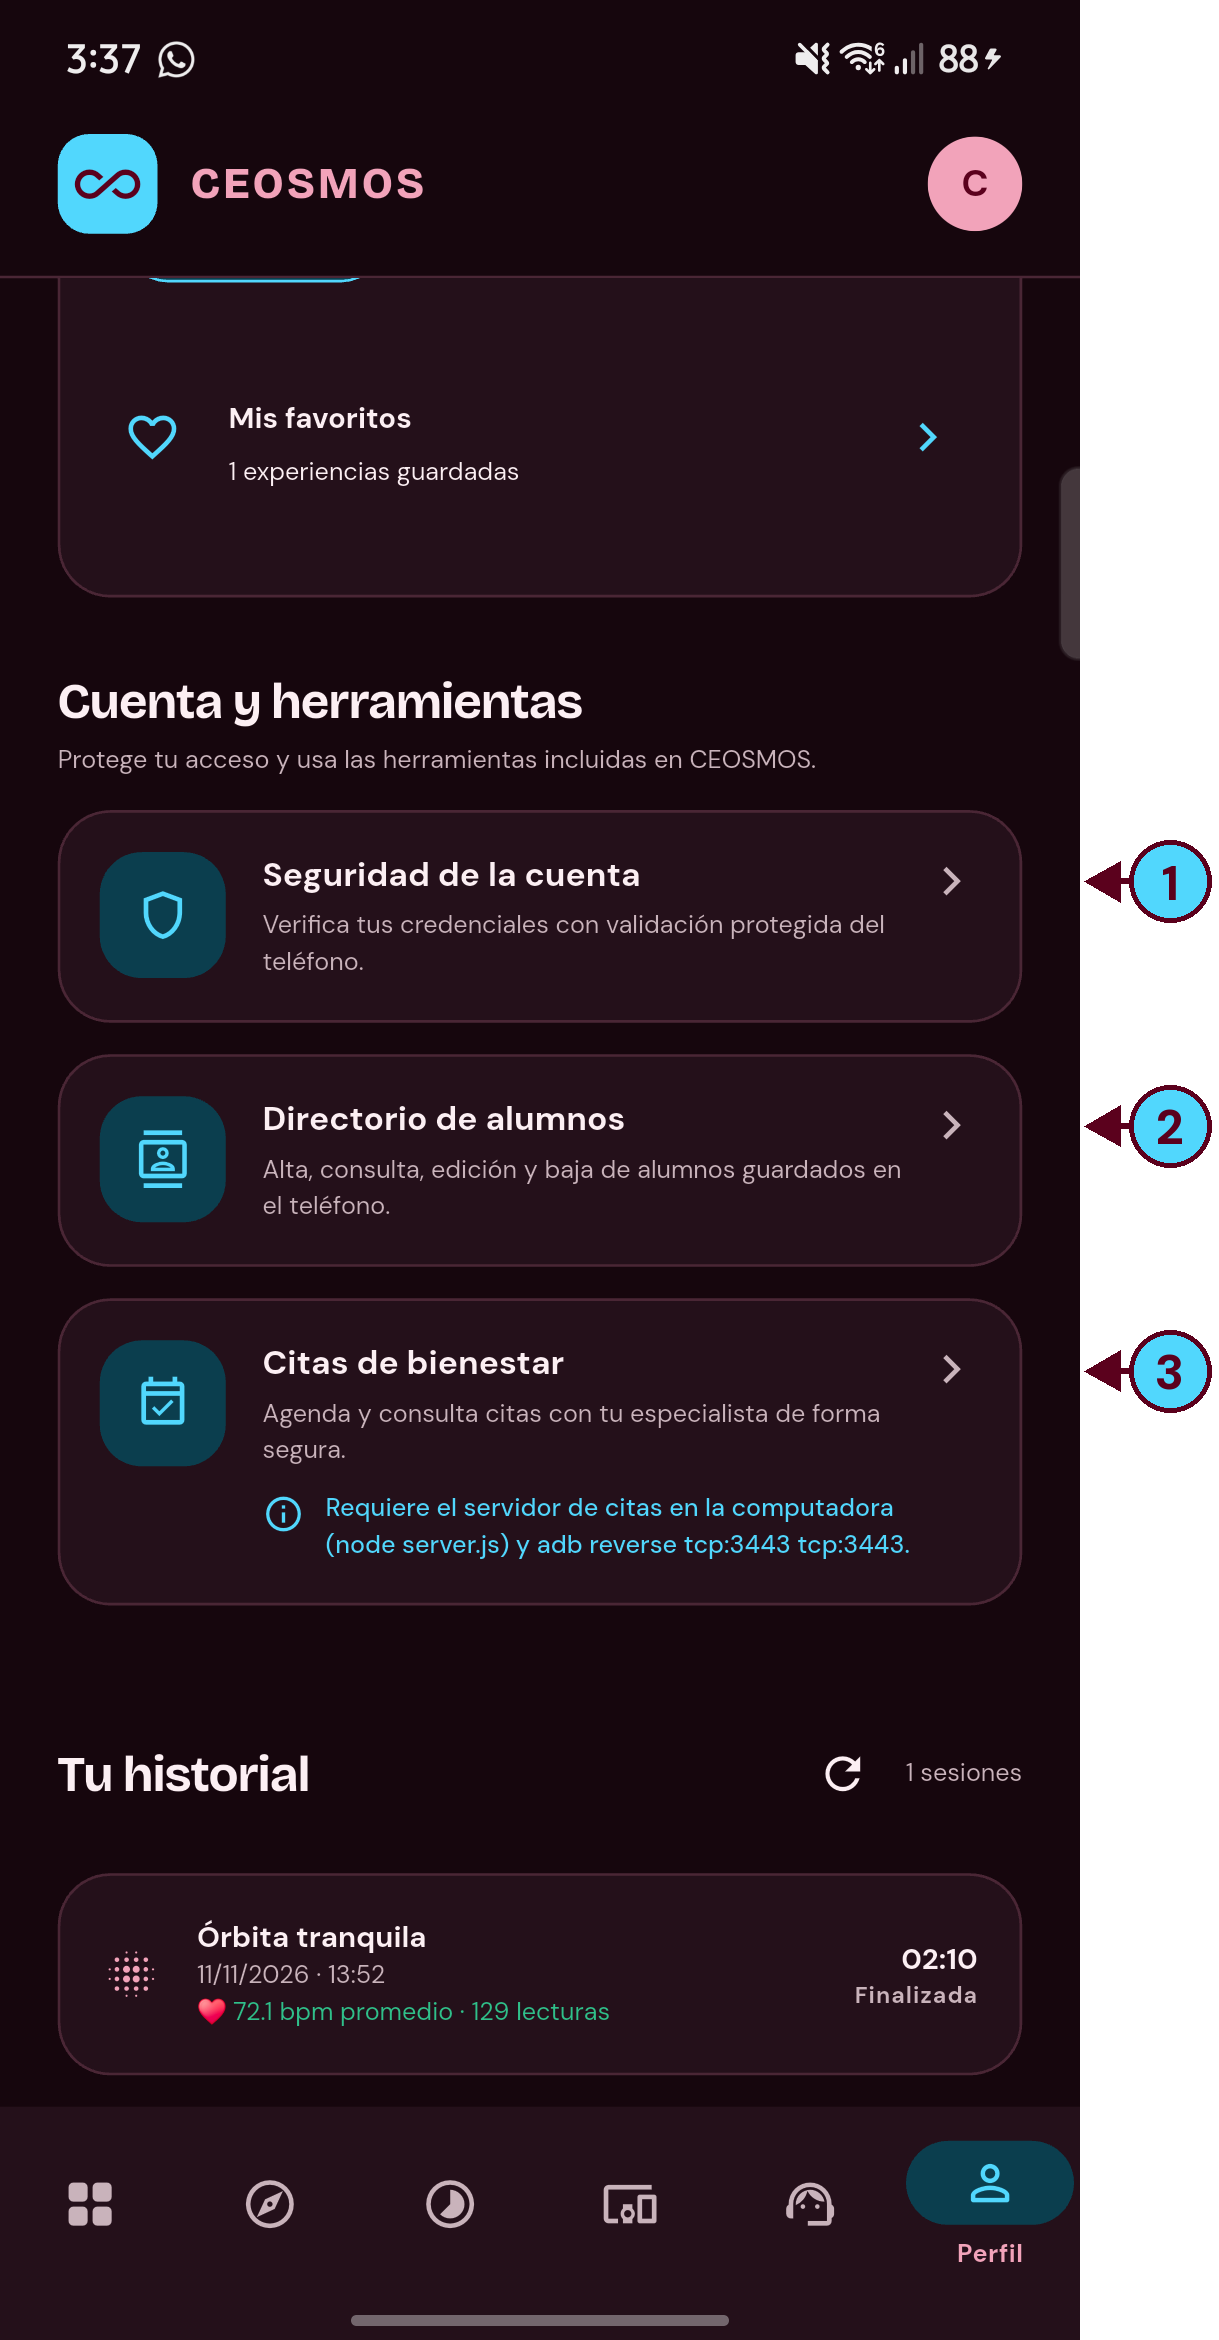 3:37
6
88
CEOSMOS
C
Mis favoritos
1 experiencias guardadas
Cuenta y herramientas
Protege tu acceso y usa las herramientas incluidas en CEOSMOS.
Seguridad de la cuenta
Verifica tus credenciales con validación protegida del
teléfono.
1
Directorio de alumnos
Alta, consulta, edición y baja de alumnos guardados en
el teléfono.
2
Citas de bienestar
Agenda y consulta citas con tu especialista de forma
segura.
Requiere el servidor de citas en la computadora
(node server.js) y adb reverse tcp:3443 tcp:3443.
3
Tu historial
1 sesiones
Órbita tranquila
11/11/2026 · 13:52
72.1 bpm promedio · 129 lecturas
02:10
Finalizada
Perfil